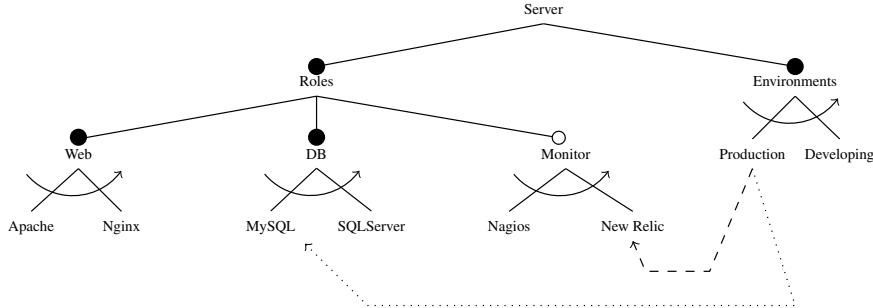 Server
Roles Environments
Web DB Monitor Production Developing
Apache Nginx MySQL SQLServer Nagios New Relic